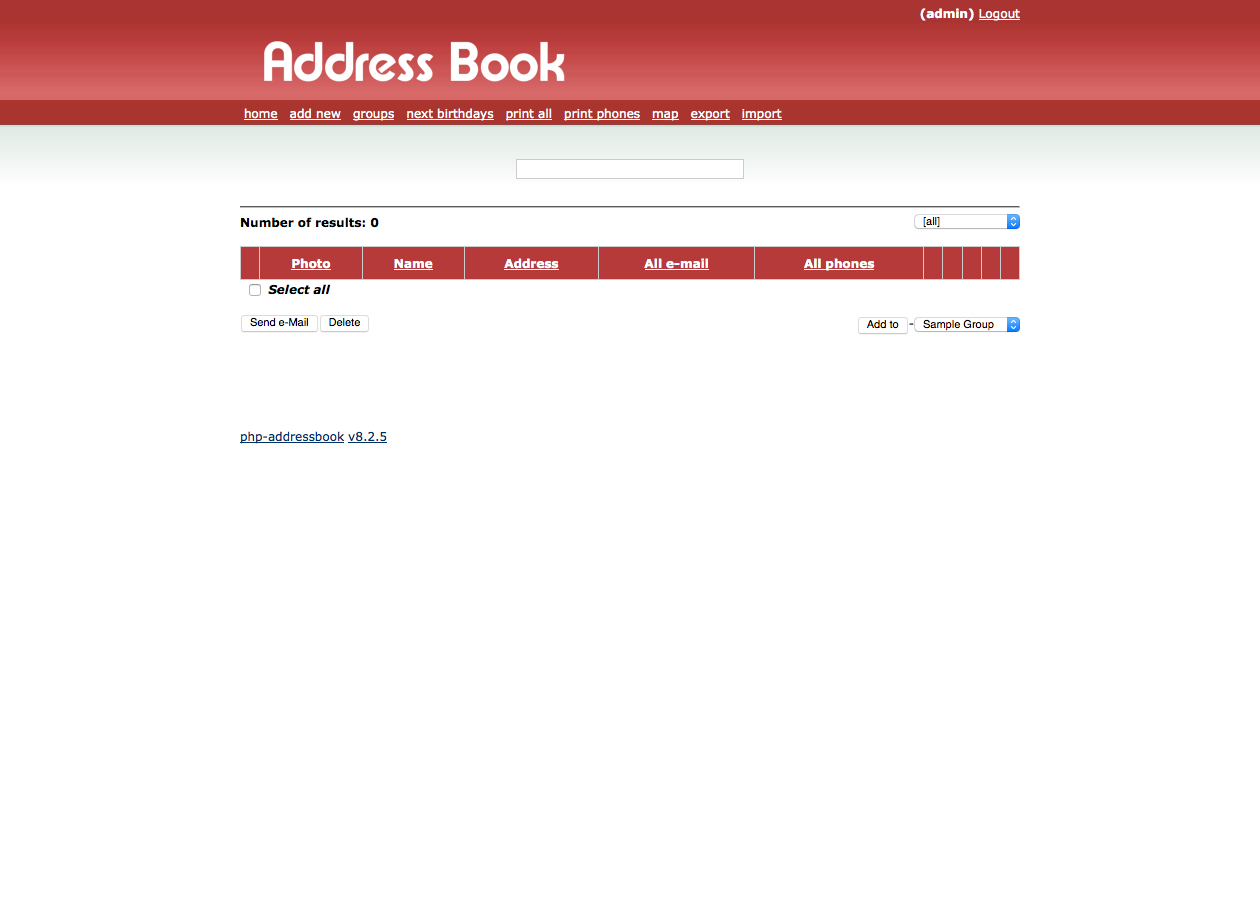 (admin) Logout
Address Book
home add new groups next birthdays print all print phones map export import
Number of results: 0 [all]
Photo Name Address All e-mail All phones
Select all
Send e-Mail Delete Add to - Sample Group
php-addressbook v8.2.5